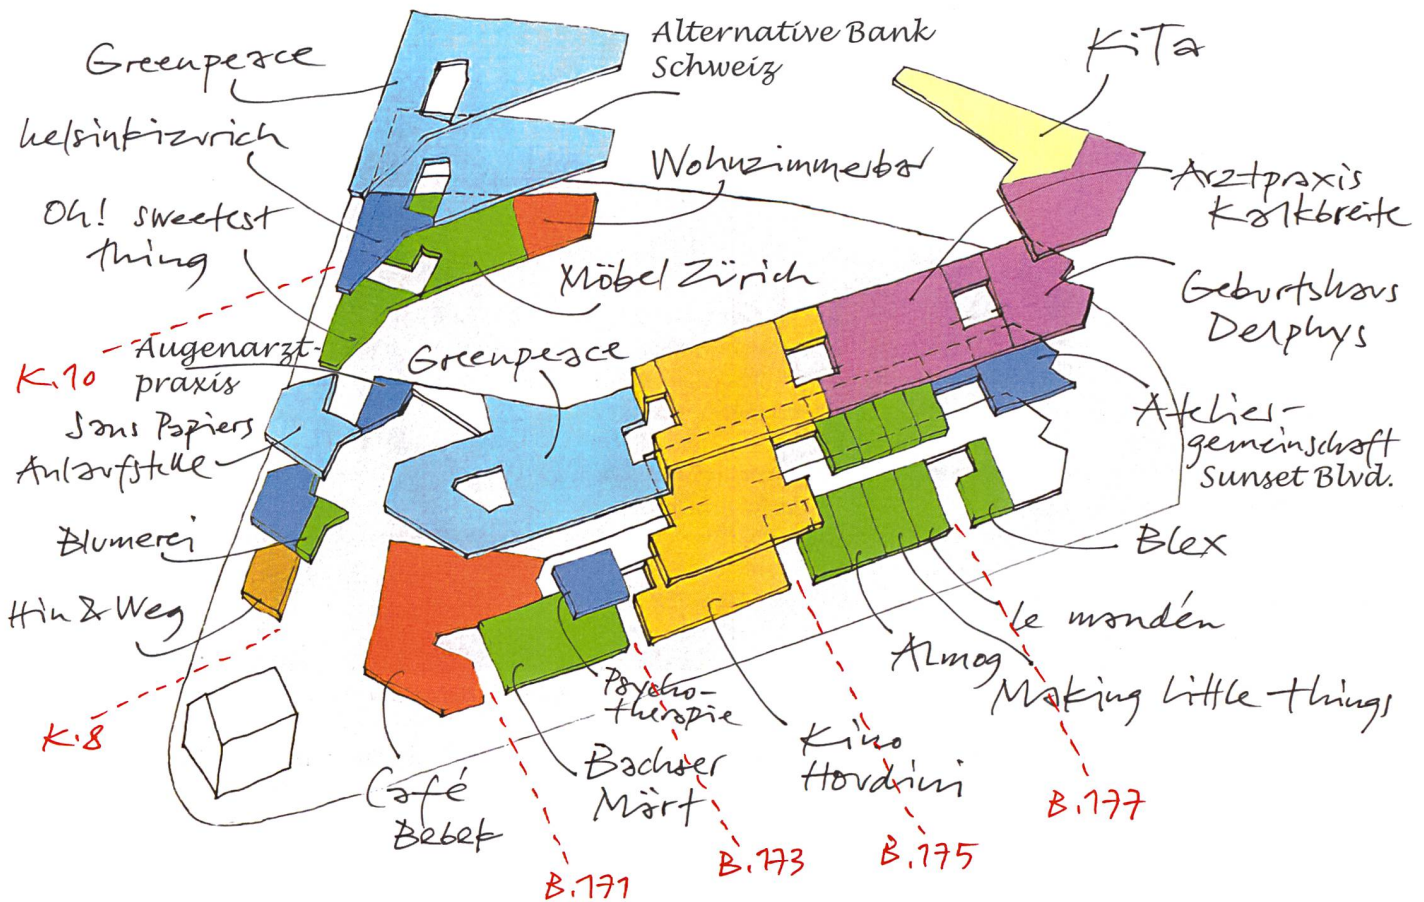 Greenpeace
Alternative Bank
Schweiz
KiTa
helsinkizürich
Wohnzimmerbar
Arztpraxis
Kalkbreite
Oh! sweetest
thing
Möbel Zürich
Geburtshaus
Delphys
K.10
Augenarzt-
praxis
Greenpeace
Sans Papiers
Anlaufstelle
Atelier-
gemeinschaft
Sunset Blvd.
Blumerei
Blex
Hin & Weg
le mandén
Almog
Making little things
K.8
Psycho-
therapie
Kino
Houdini
Bachser
Märt
Café
Bebek
B.177
B.175
B.173
B.171